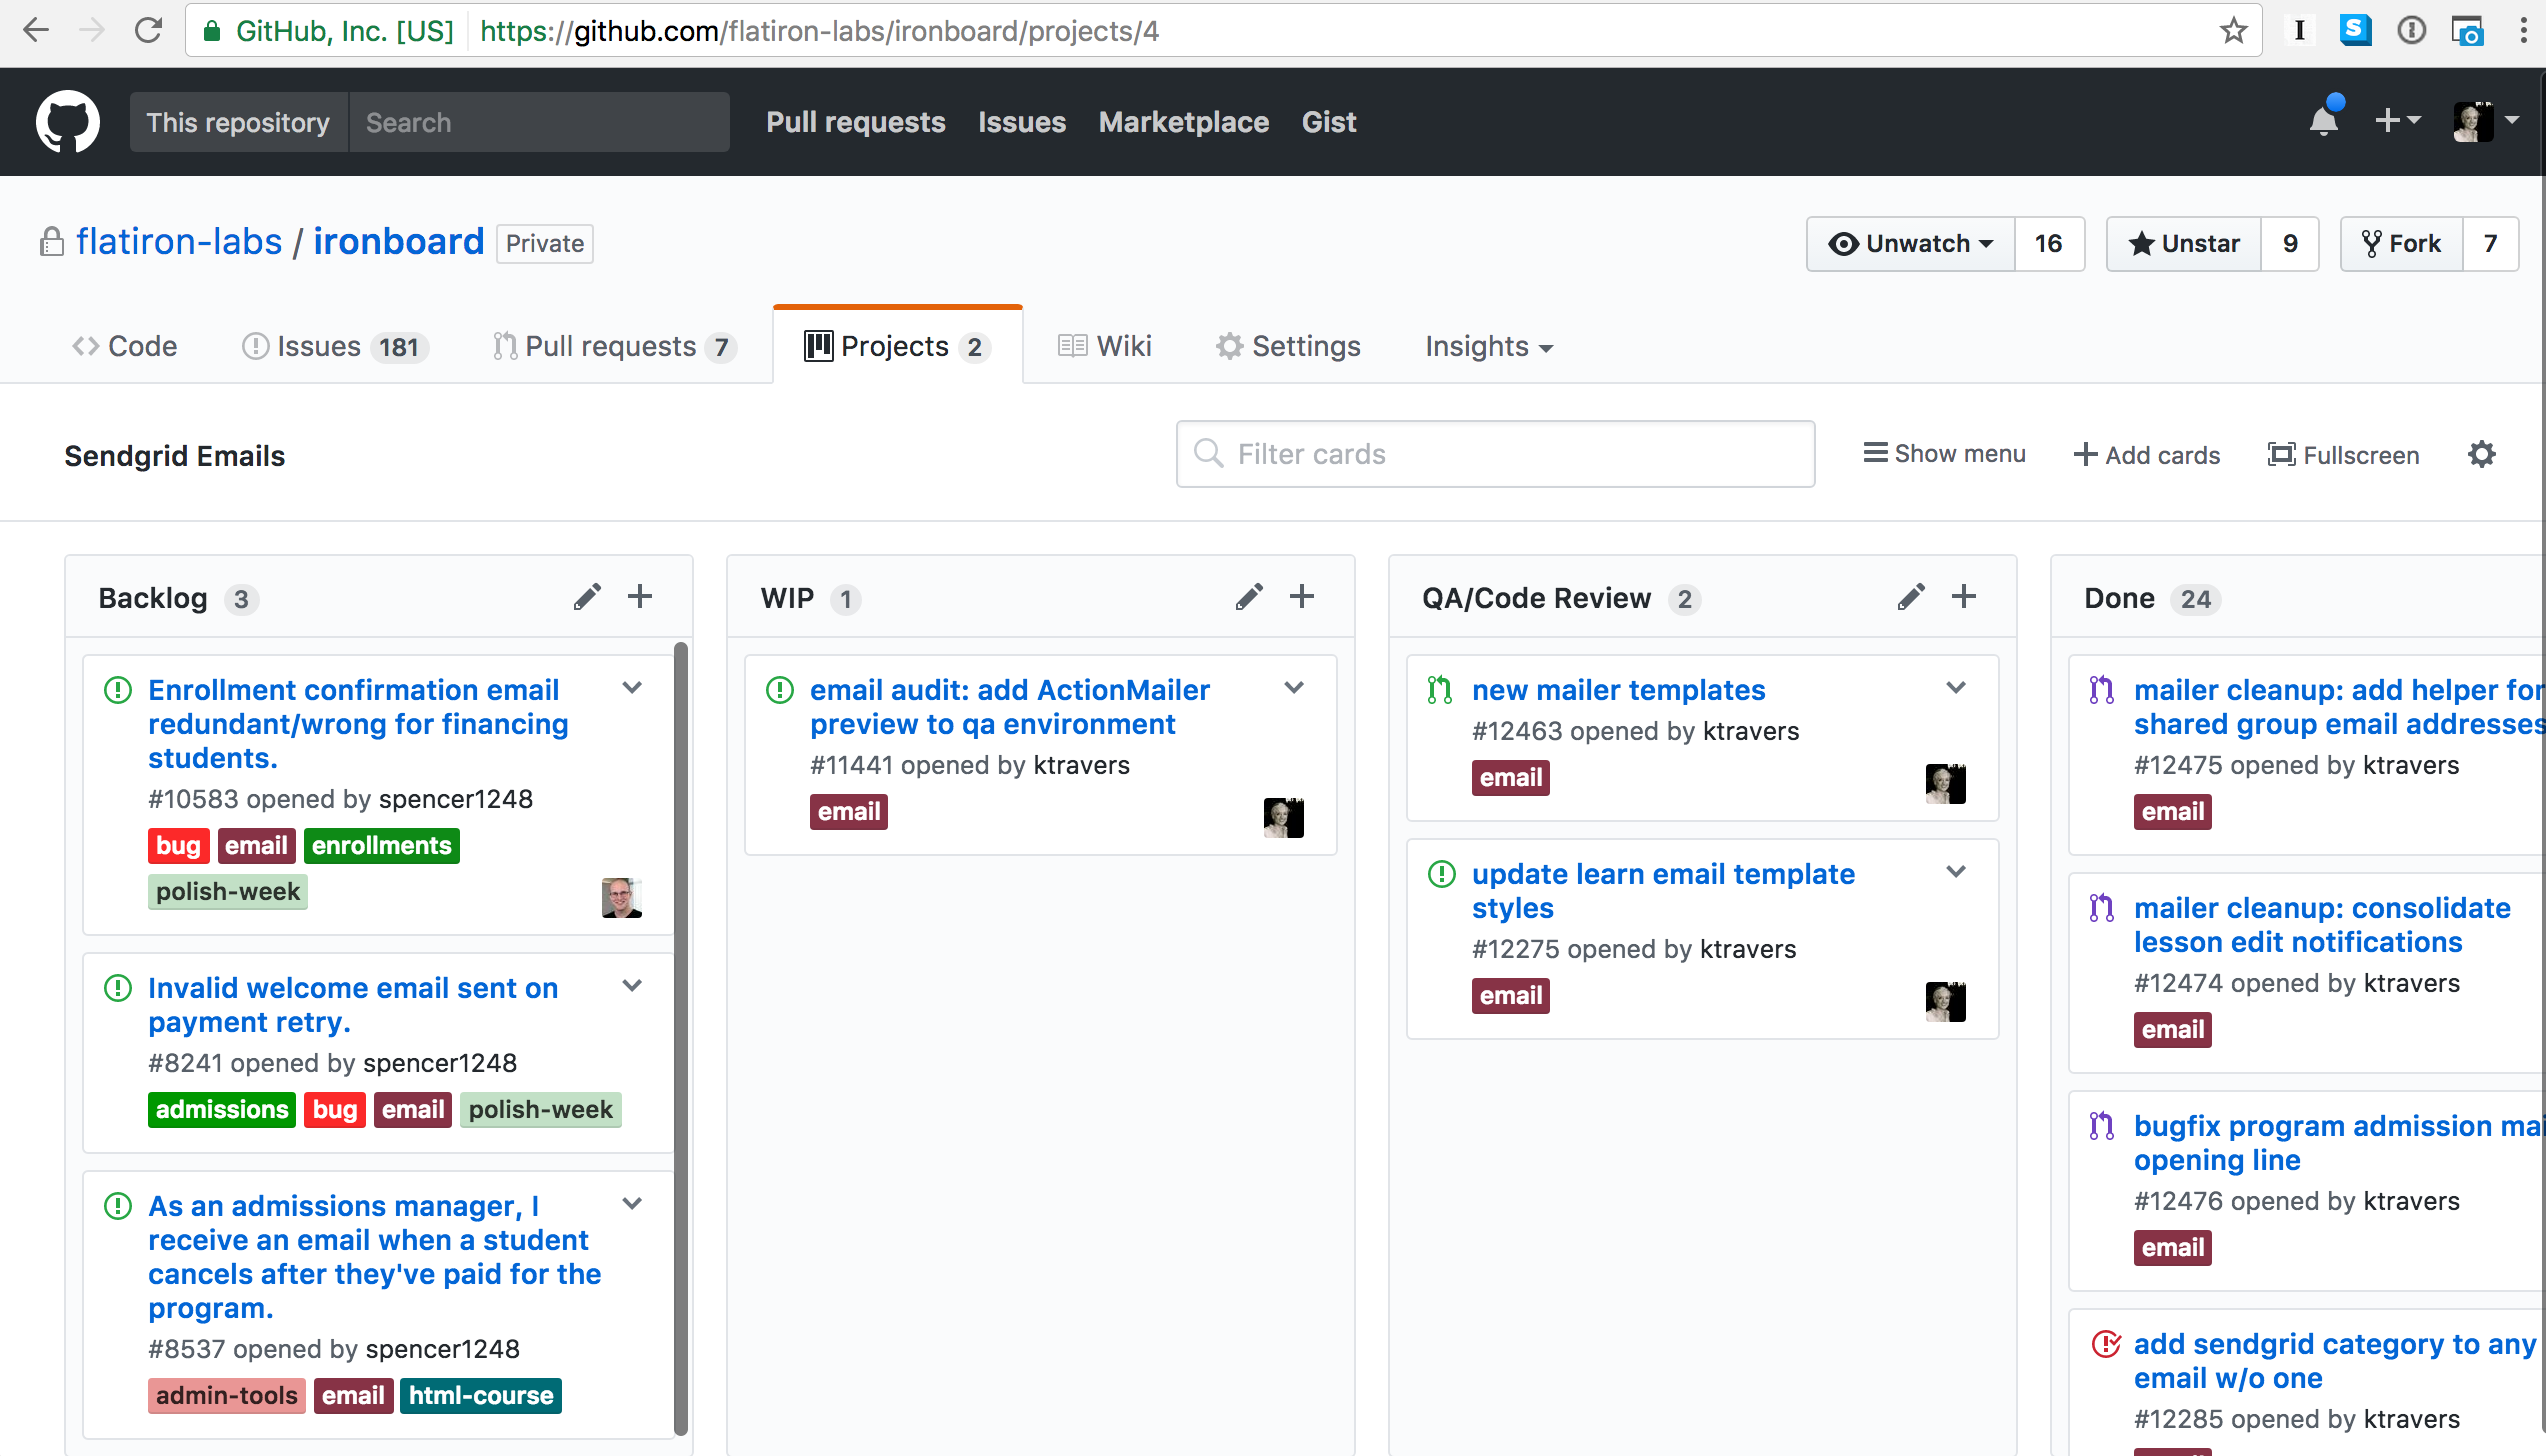 GitHub, Inc. [US] https://github.com/flatiron-labs/ironboard/projects/4
This repository Search Pull requests Issues Marketplace Gist
flatiron-labs / ironboard Private Unwatch 16 Unstar 9 Fork 7
Code Issues 181 Pull requests 7 Projects 2 Wiki Settings Insights
Sendgrid Emails Filter cards Show menu Add cards Fullscreen
Backlog 3
Enrollment confirmation email
redundant/wrong for financing
students.
#10583 opened by spencer1248
bug email enrollments
polish-week
Invalid welcome email sent on
payment retry.
#8241 opened by spencer1248
admissions bug email polish-week
As an admissions manager, I
receive an email when a student
cancels after they've paid for the
program.
#8537 opened by spencer1248
admin-tools email html-course
WIP 1
email audit: add ActionMailer
preview to qa environment
#11441 opened by ktravers
email
QA/Code Review 2
new mailer templates
#12463 opened by ktravers
email
update learn email template
styles
#12275 opened by ktravers
email
Done 24
mailer cleanup: add helper for
shared group email addresses
#12475 opened by ktravers
email
mailer cleanup: consolidate
lesson edit notifications
#12474 opened by ktravers
email
bugfix program admission mai
opening line
#12476 opened by ktravers
email
add sendgrid category to any
email w/o one
#12285 opened by ktravers